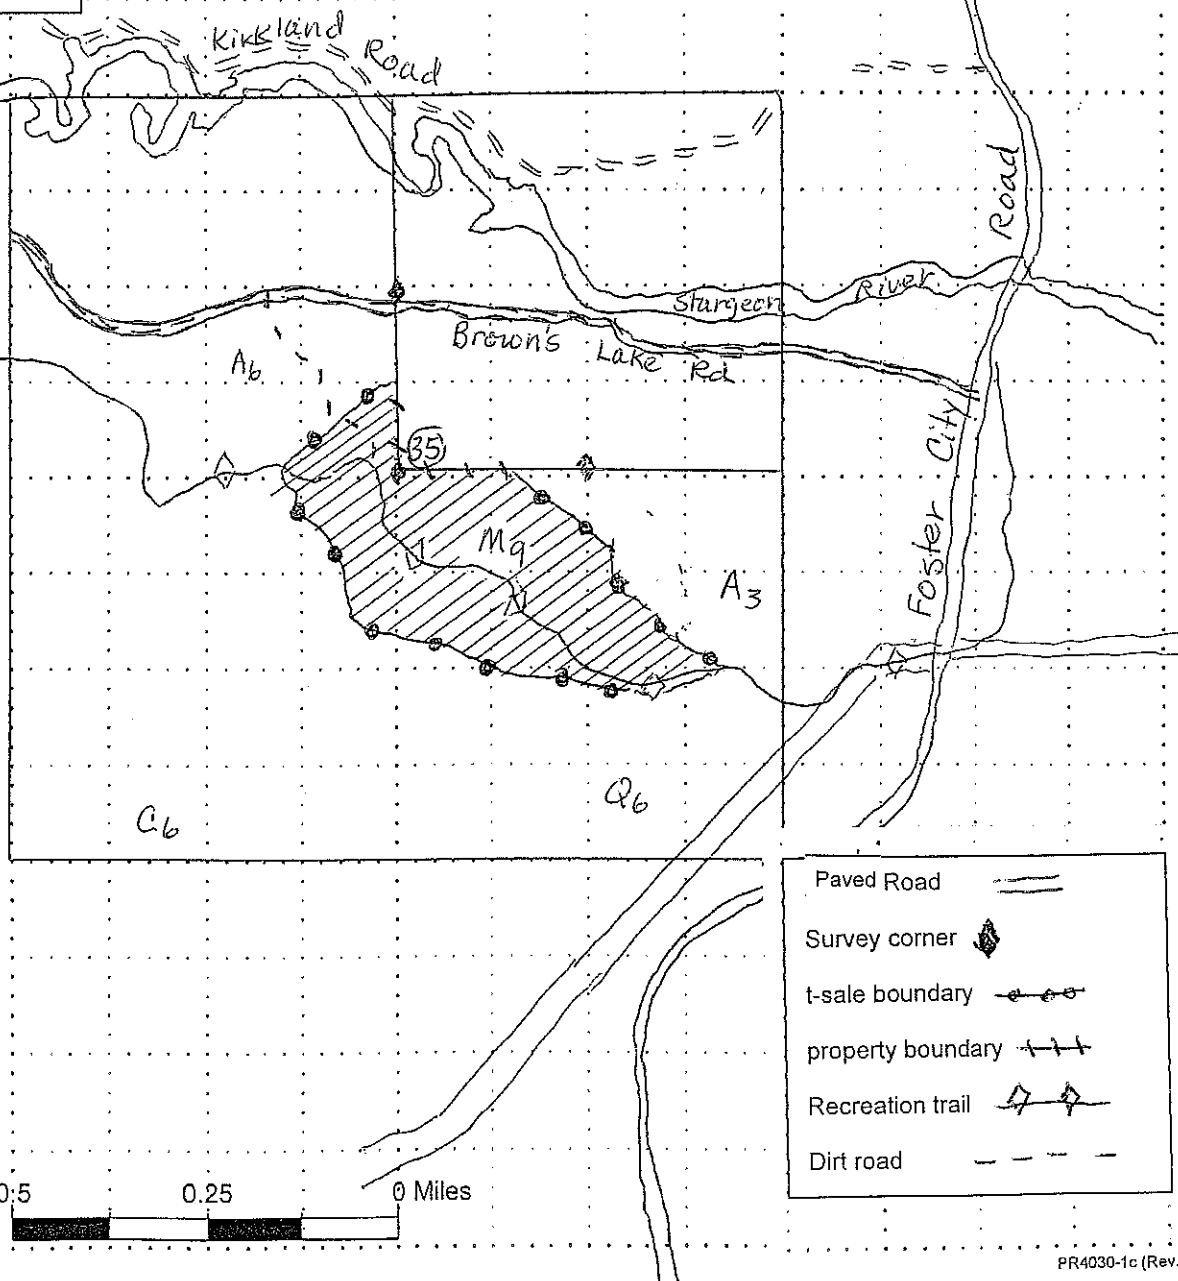 Kirkland
Road
Road
Sturgeon River
Brown's Lake Rd
A6
35
M9
A3
Foster City
Q6
C6
Paved Road
Survey corner
t-sale boundary
property boundary
Recreation trail
Dirt road
0.25
0 Miles
PR4030-1c (Rev.